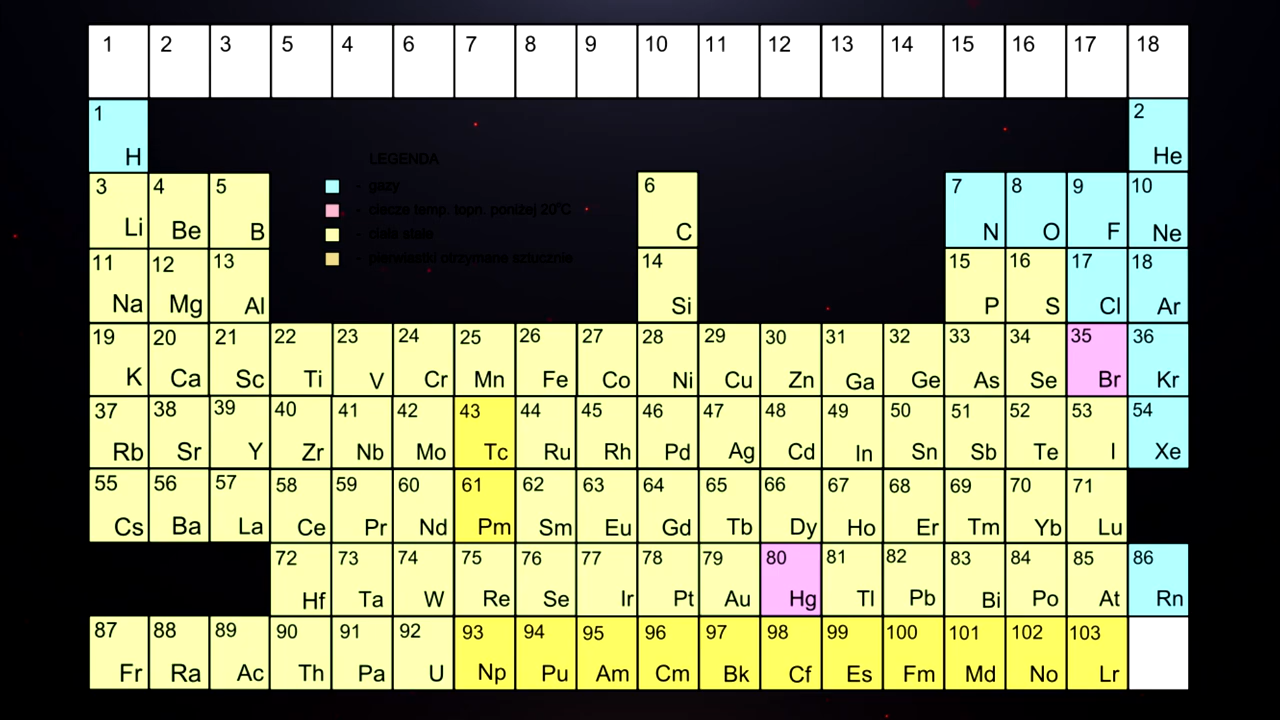 1 2 3 5 4 6 7 8 9 10 11 12 13 14 15 16 17 18
1 2
H He
LEGENDA
- gazy
- ciecze temp. topn. poniżej 20°C
- ciała stałe
- pierwiastki otrzymane sztucznie
3 4 5 6 7 8 9 10
Li Be B C N O F Ne
11 12 13 14 15 16 17 18
Na Mg Al Si P S Cl Ar
19 20 21 22 23 24 25 26 27 28 29 30 31 32 33 34 35 36
K Ca Sc Ti V Cr Mn Fe Co Ni Cu Zn Ga Ge As Se Br Kr
37 38 39 40 41 42 43 44 45 46 47 48 49 50 51 52 53 54
Rb Sr Y Zr Nb Mo Tc Ru Rh Pd Ag Cd In Sn Sb Te I Xe
55 56 57 58 59 60 61 62 63 64 65 66 67 68 69 70 71
Cs Ba La Ce Pr Nd Pm Sm Eu Gd Tb Dy Ho Er Tm Yb Lu
72 73 74 75 76 77 78 79 80 81 82 83 84 85 86
Hf Ta W Re Se Ir Pt Au Hg Tl Pb Bi Po At Rn
87 88 89 90 91 92 93 94 95 96 97 98 99 100 101 102 103
Fr Ra Ac Th Pa U Np Pu Am Cm Bk Cf Es Fm Md No Lr